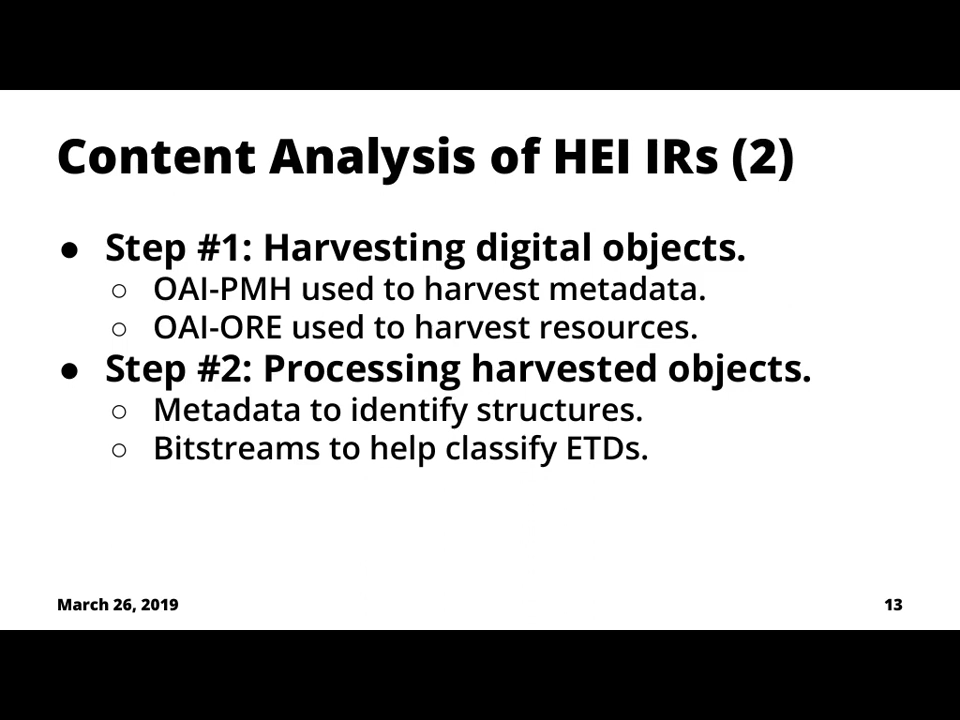 Content Analysis of HEI IRs (2)
● Step #1: Harvesting digital objects.
○ OAI-PMH used to harvest metadata.
○ OAI-ORE used to harvest resources.
● Step #2: Processing harvested objects.
○ Metadata to identify structures.
○ Bitstreams to help classify ETDs.
March 26, 2019
13